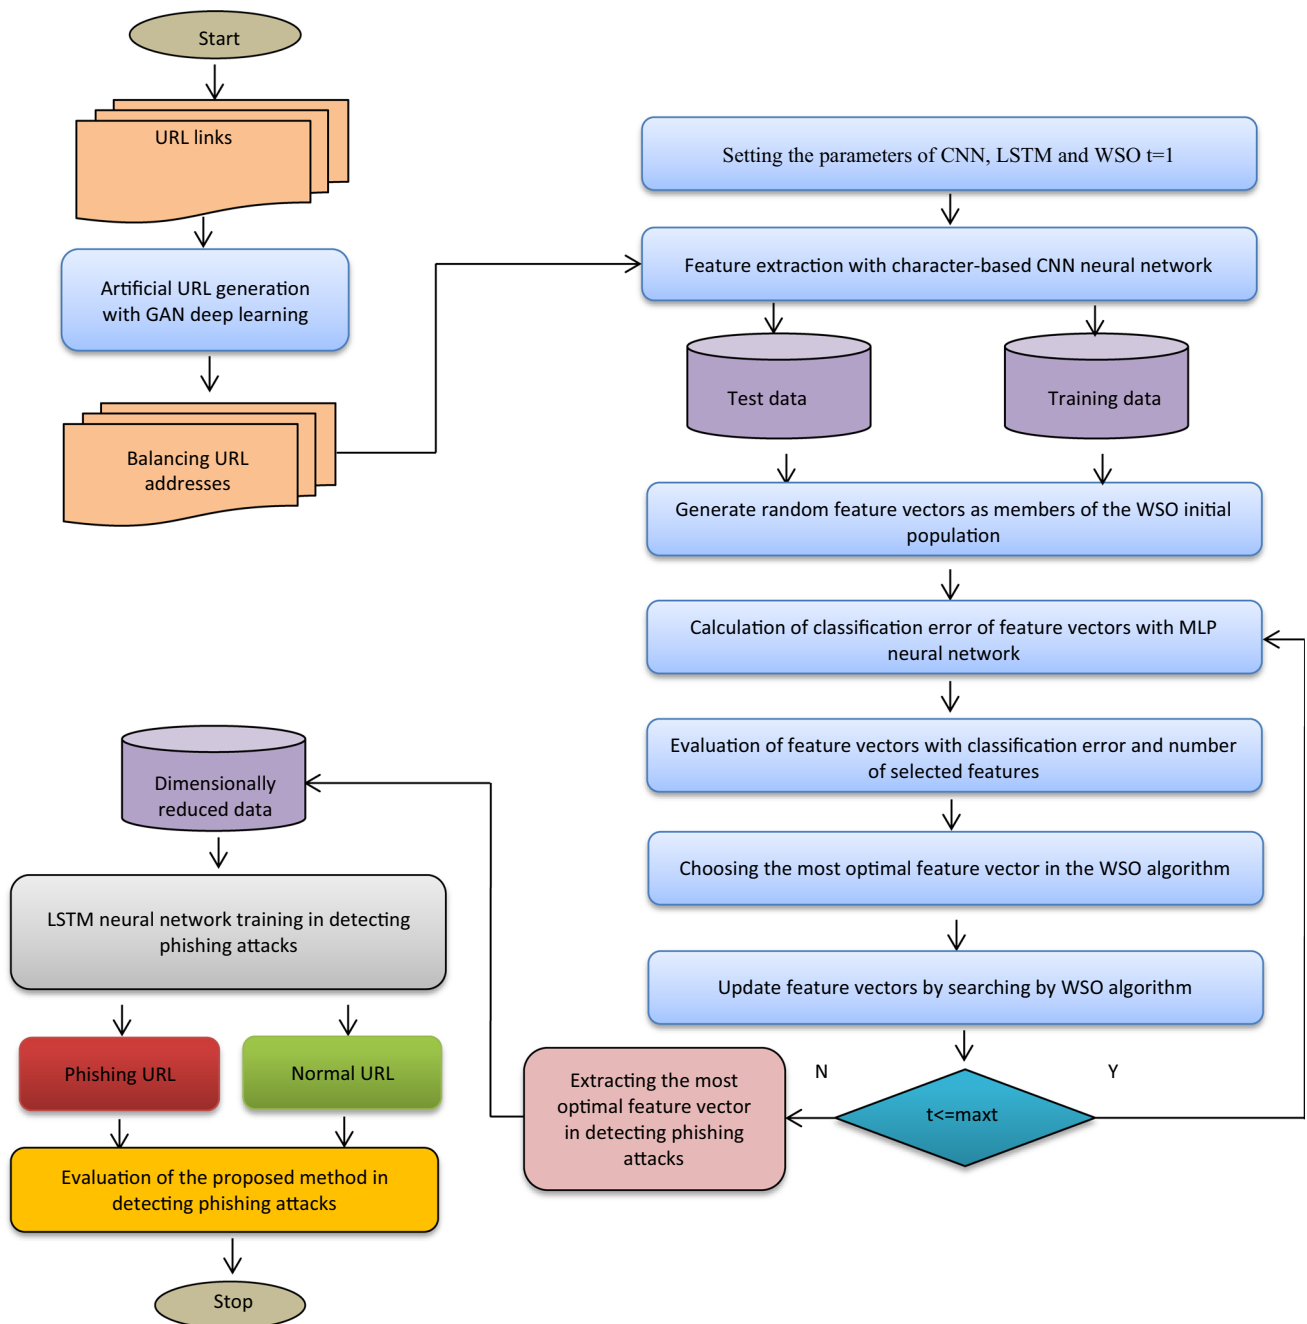 Start
URL links
Artificial URL generation
with GAN deep learning
Balancing URL
addresses
Setting the parameters of CNN, LSTM and WSO t=1
Feature extraction with character-based CNN neural network
Test data
Training data
Generate random feature vectors as members of the WSO initial
population
Calculation of classification error of feature vectors with MLP
neural network
Evaluation of feature vectors with classification error and number
of selected features
Choosing the most optimal feature vector in the WSO algorithm
Update feature vectors by searching by WSO algorithm
t<=maxt
Y
N
Extracting the most
optimal feature vector
in detecting phishing
attacks
Dimensionally
reduced data
LSTM neural network training in detecting
phishing attacks
Phishing URL
Normal URL
Evaluation of the proposed method in
detecting phishing attacks
Stop